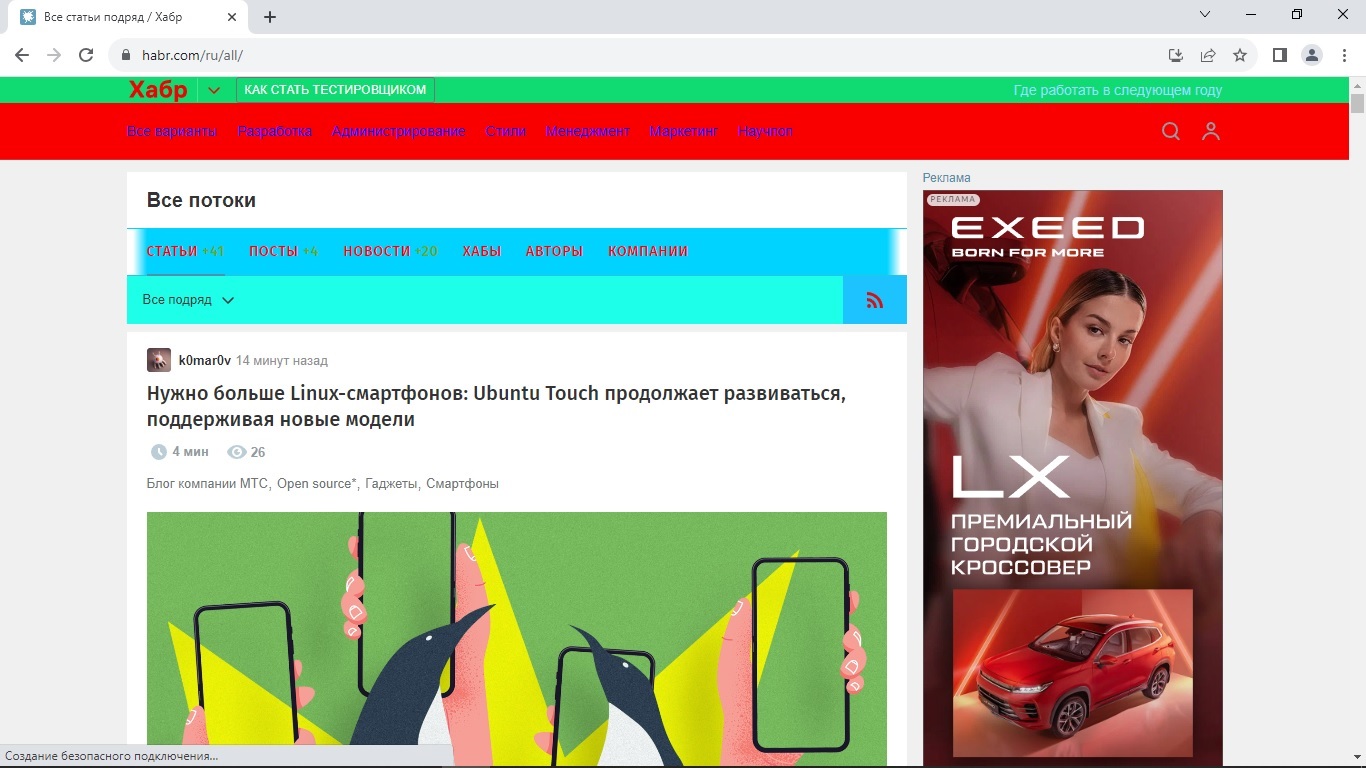 Все статьи подряд / Хабр
habr.com/ru/all/
Хабр
КАК СТАТЬ ТЕСТИРОВЩИКОМ
Где работать в следующем году
Все варианты Разработка Администрирование Стили Менеджмент Маркетинг Научпоп
Все потоки
СТАТЬИ +41 ПОСТЫ +4 НОВОСТИ +20 ХАБЫ АВТОРЫ КОМПАНИИ
Все подряд
k0mar0v 14 минут назад
Нужно больше Linux-смартфонов: Ubuntu Touch продолжает развиваться,
поддерживая новые модели
4 мин 26
Блог компании МТС, Open source*, Гаджеты, Смартфоны
Реклама
РЕКЛАМА
EXEED
BORN FOR MORE
LX
ПРЕМИАЛЬНЫЙ
ГОРОДСКОЙ
КРОССОВЕР
Создание безопасного подключения...